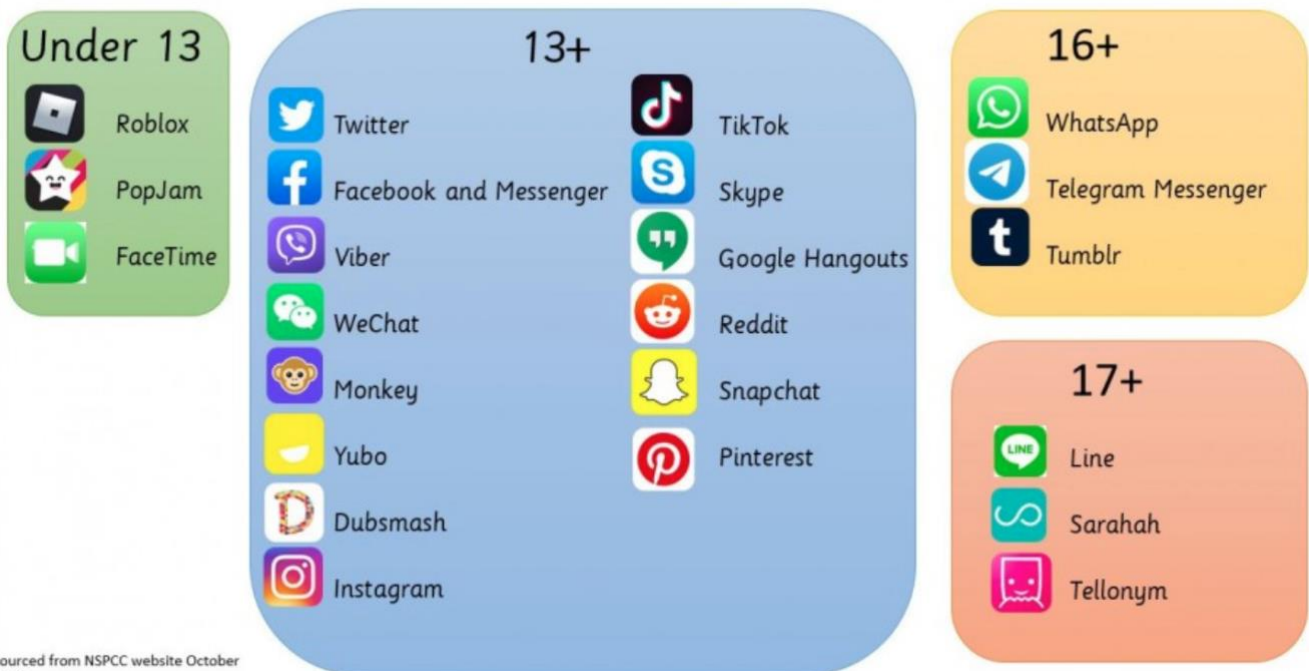 Under 13
Roblox
PopJam
FaceTime
13+
Twitter
Facebook and Messenger
Viber
WeChat
Monkey
Yubo
Dubsmash
Instagram
TikTok
Skype
Google Hangouts
Reddit
Snapchat
Pinterest
16+
WhatsApp
Telegram Messenger
Tumblr
17+
LINE
Line
Sarahah
Tellonym
ourced from NSPCC website October